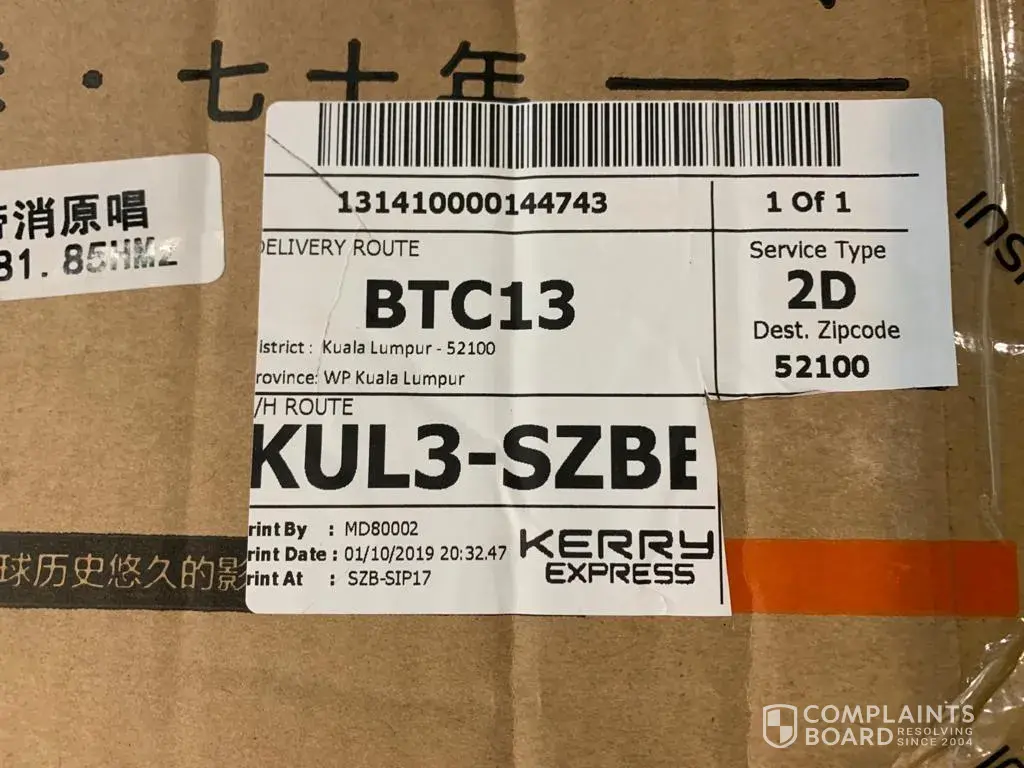 ·七十年
消原唱
81.85HM2
131410000144743
1 Of 1
DELIVERY ROUTE
BTC13
istrict : Kuala Lumpur - 52100
rovince: WP Kuala Lumpur
Service Type
2D
Dest. Zipcode
52100
/H ROUTE
KUL3-SZBE
rint By : MD80002
rint Date : 01/10/2019 20:32.47
rint At : SZB-SIP17
KERRY
EXPRESS
球历史悠久的影
COMPLAINTS
BOARD RESOLVING
SINCE 2004